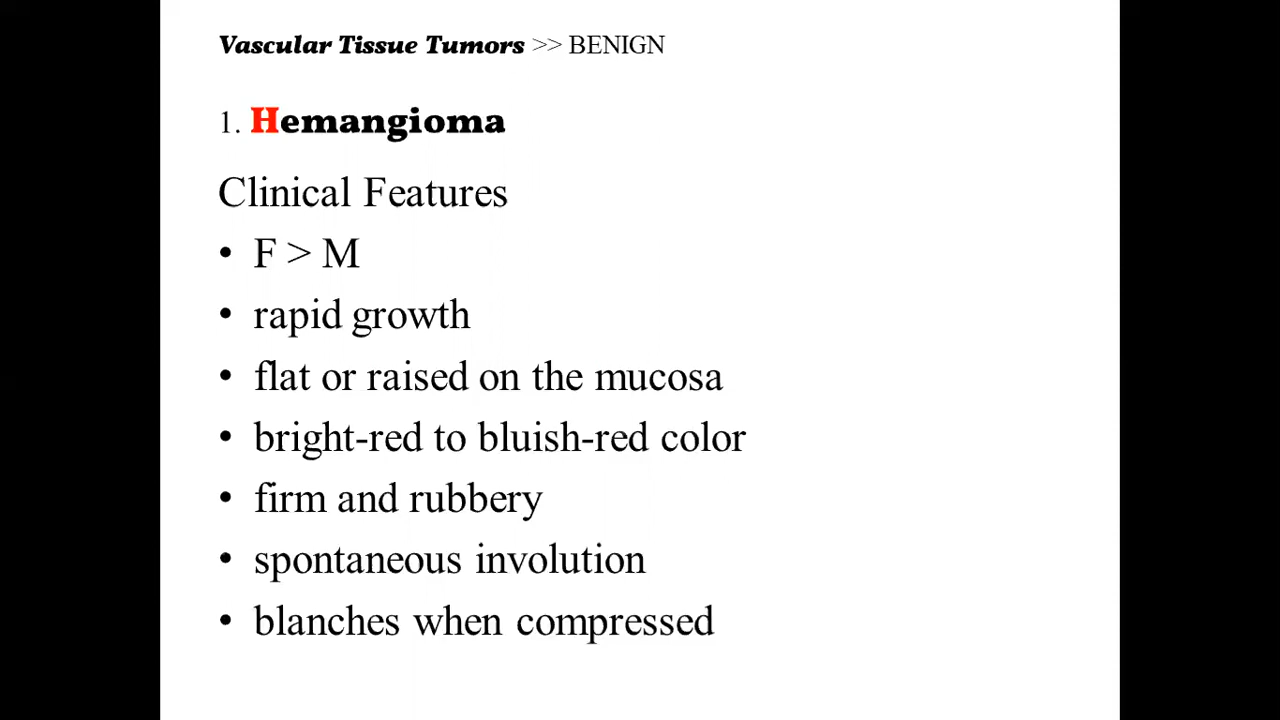 Vascular Tissue Tumors >> BENIGN
1. Hemangioma
Clinical Features
• F > M
• rapid growth
• flat or raised on the mucosa
• bright-red to bluish-red color
• firm and rubbery
• spontaneous involution
• blanches when compressed